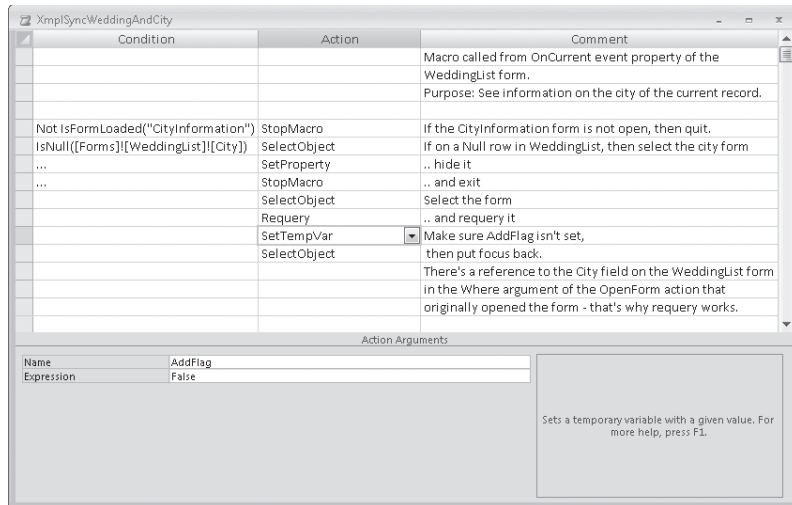 XmplSyncWeddingAndCity
Condition Action Comment
Macro called from OnCurrent event property of the
WeddingList form.
Purpose: See information on the city of the current record.
Not IsFormLoaded("CityInformation") StopMacro If the CityInformation form is not open, then quit.
IsNull([Forms]![WeddingList]![City]) SelectObject If on a Null row in WeddingList, then select the city form
... SetProperty .. hide it
... StopMacro .. and exit
SelectObject Select the form
Requery .. and requery it
SetTempVar Make sure AddFlag isn't set,
SelectObject then put focus back.
There's a reference to the City field on the WeddingList form
in the Where argument of the OpenForm action that
originally opened the form - that's why requery works.
Action Arguments
Name AddFlag
Expression False
Sets a temporary variable with a given value. For
more help, press F1.